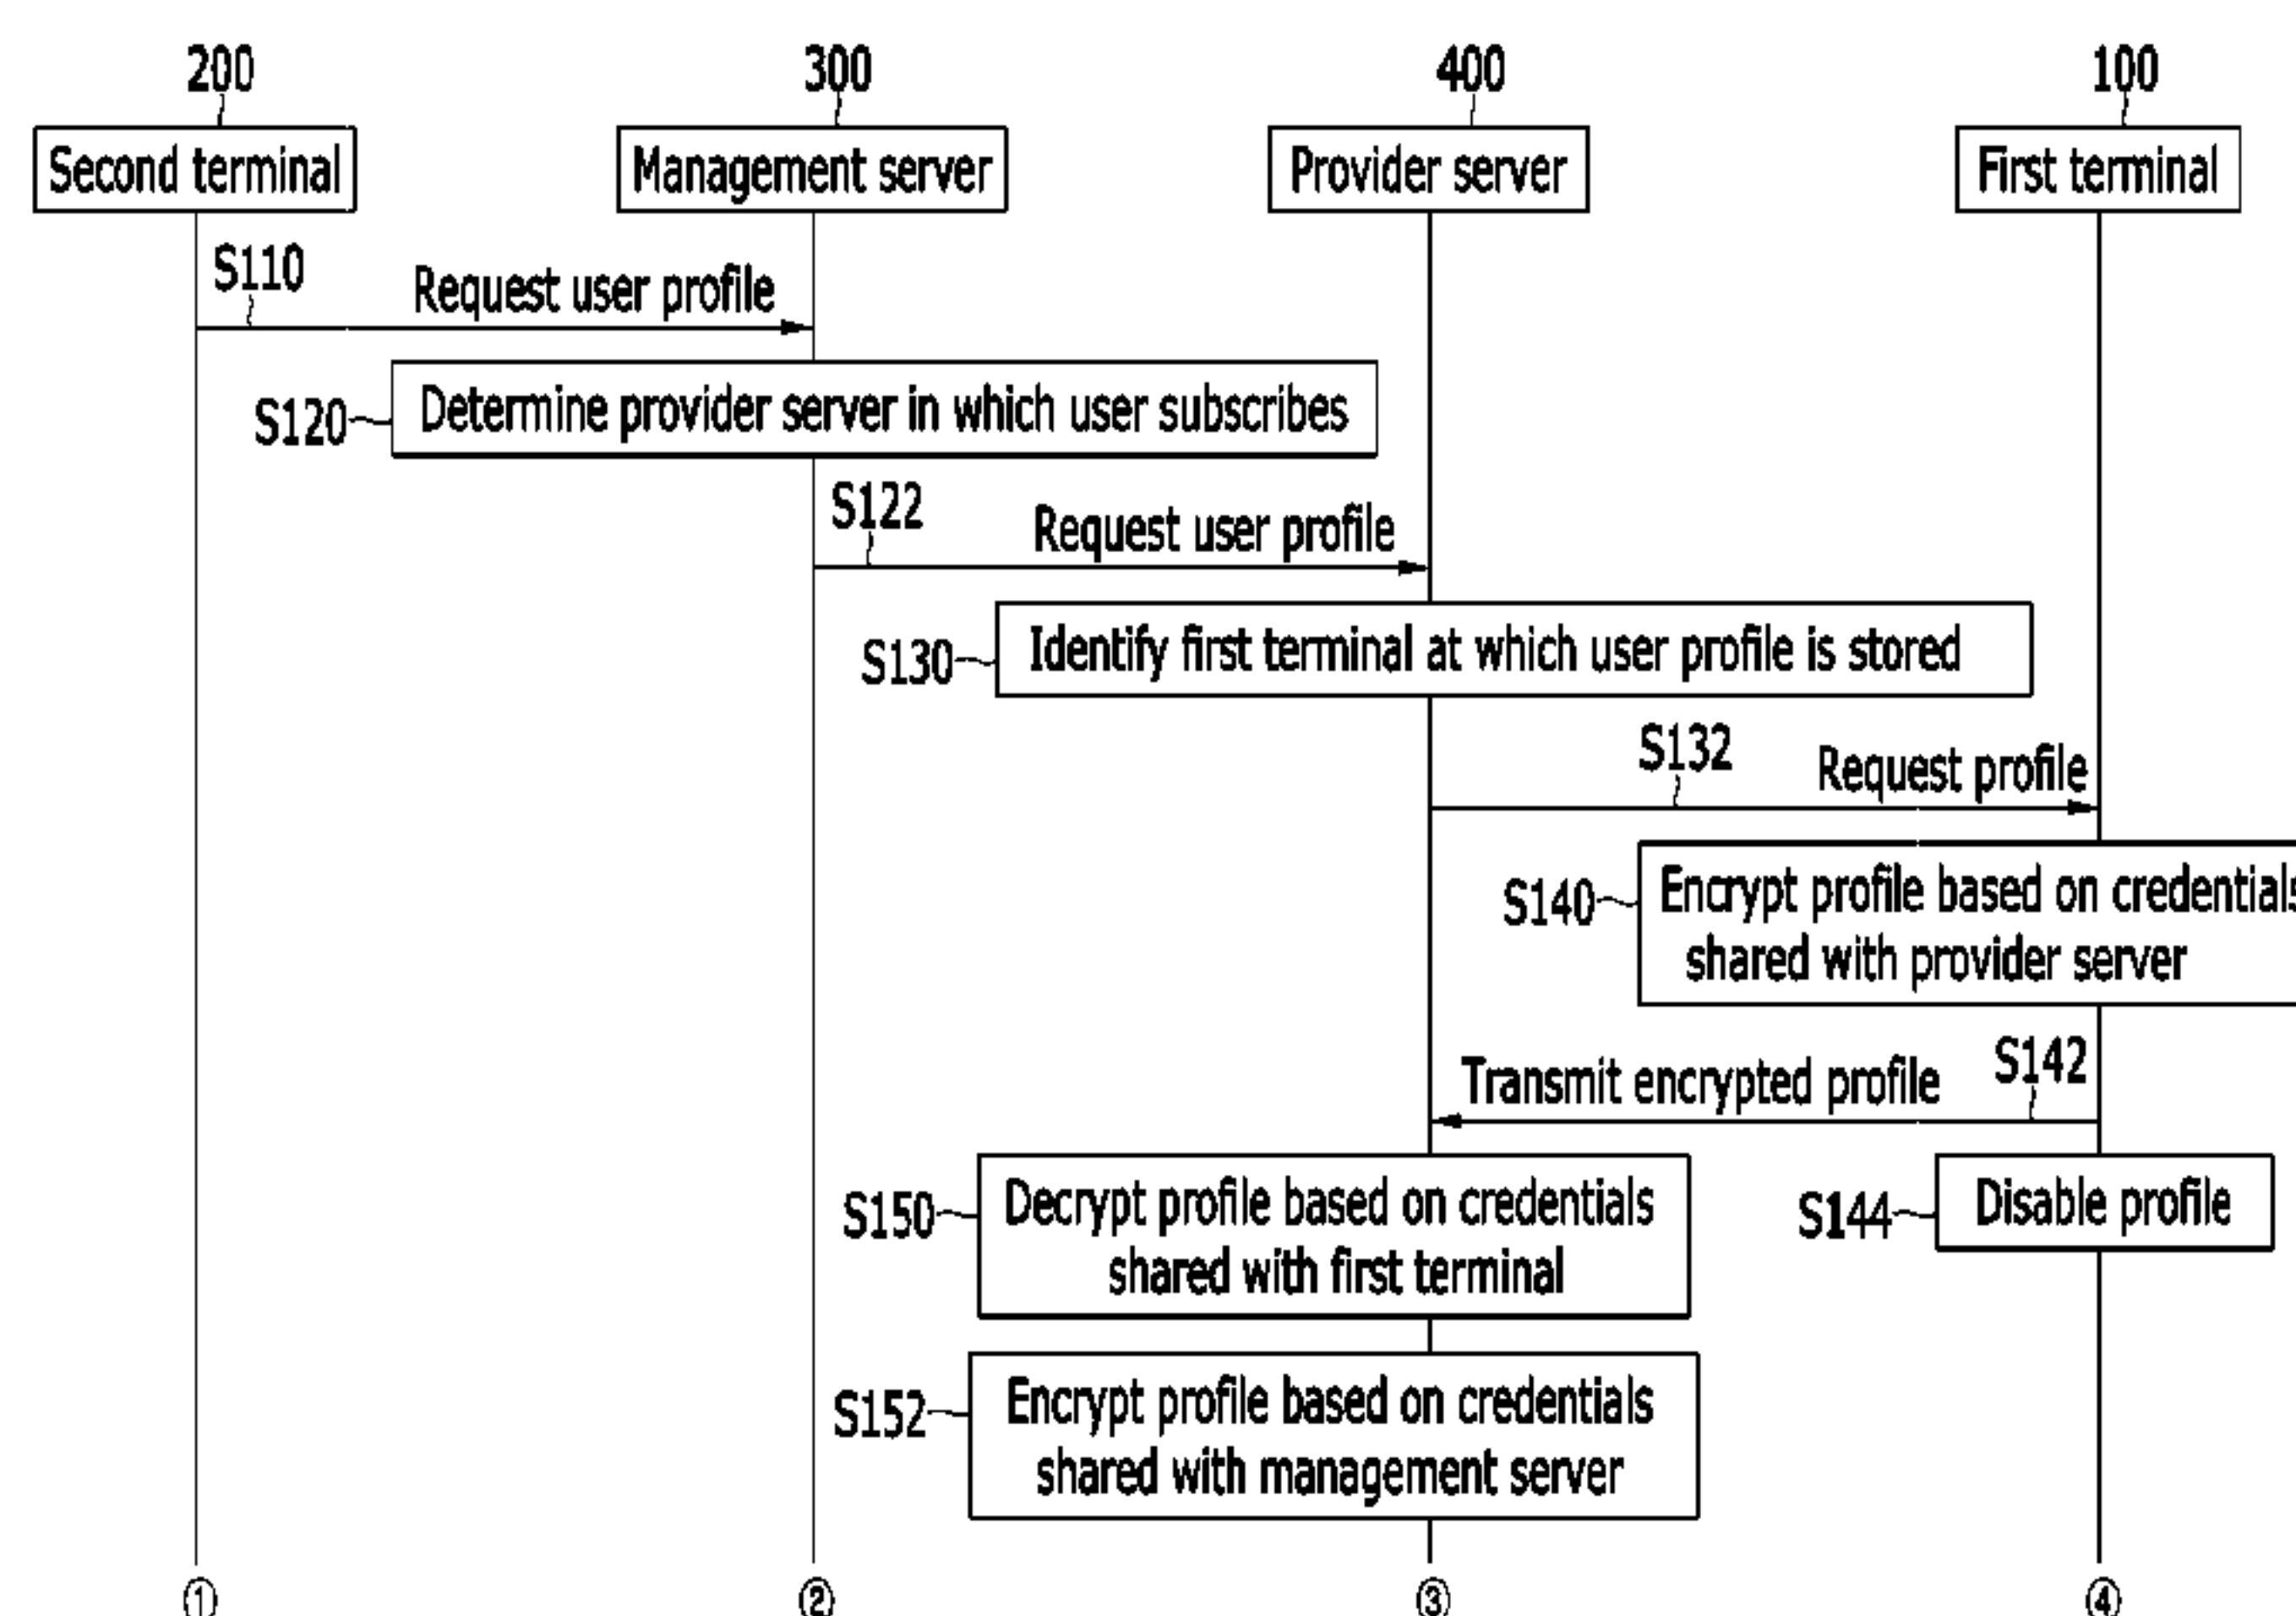 200
300
400
100
Second terminal
Management server
Provider server
First terminal
S110
Request user profile
S120
Determine provider server in which user subscribes
S122
Request user profile
S130
Identify first terminal at which user profile is stored
S132
Request profile
S140
Encrypt profile based on credentials
shared with provider server
S142
Transmit encrypted profile
S150
Decrypt profile based on credentials
shared with first terminal
S144
Disable profile
S152
Encrypt profile based on credentials
shared with management server
①
②
③
④